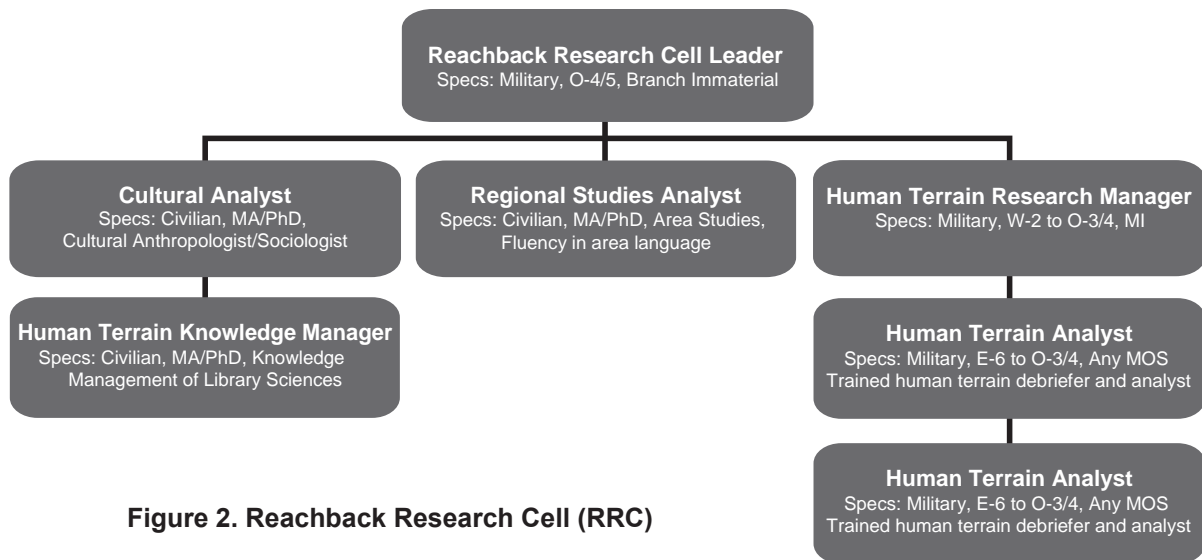 Reachback Research Cell Leader
Specs: Military, O-4/5, Branch Immaterial
Cultural Analyst
Specs: Civilian, MA/PhD,
Cultural Anthropologist/Sociologist
Regional Studies Analyst
Specs: Civilian, MA/PhD, Area Studies,
Fluency in area language
Human Terrain Research Manager
Specs: Military, W-2 to O-3/4, MI
Human Terrain Knowledge Manager
Specs: Civilian, MA/PhD, Knowledge
Management of Library Sciences
Human Terrain Analyst
Specs: Military, E-6 to O-3/4, Any MOS
Trained human terrain debriefer and analyst
Human Terrain Analyst
Specs: Military, E-6 to O-3/4, Any MOS
Trained human terrain debriefer and analyst
Figure 2. Reachback Research Cell (RRC)